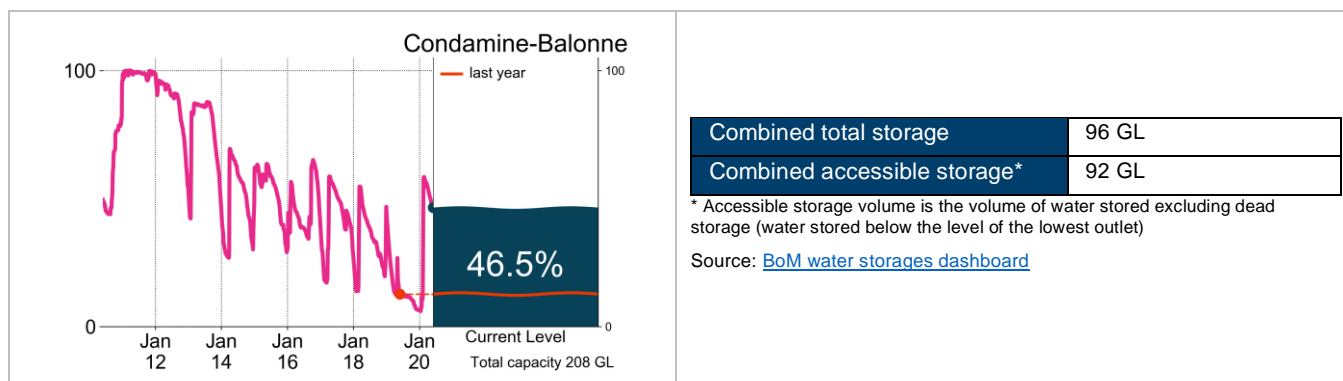 Condamine-Balonne
100
last year
100
46.5%
0
0
Jan Jan Jan Jan Jan
12 14 16 18 20
Current Level
Total capacity 208 GL
Combined total storage 96 GL
Combined accessible storage* 92 GL
* Accessible storage volume is the volume of water stored excluding dead
storage (water stored below the level of the lowest outlet)
Source: BoM water storages dashboard